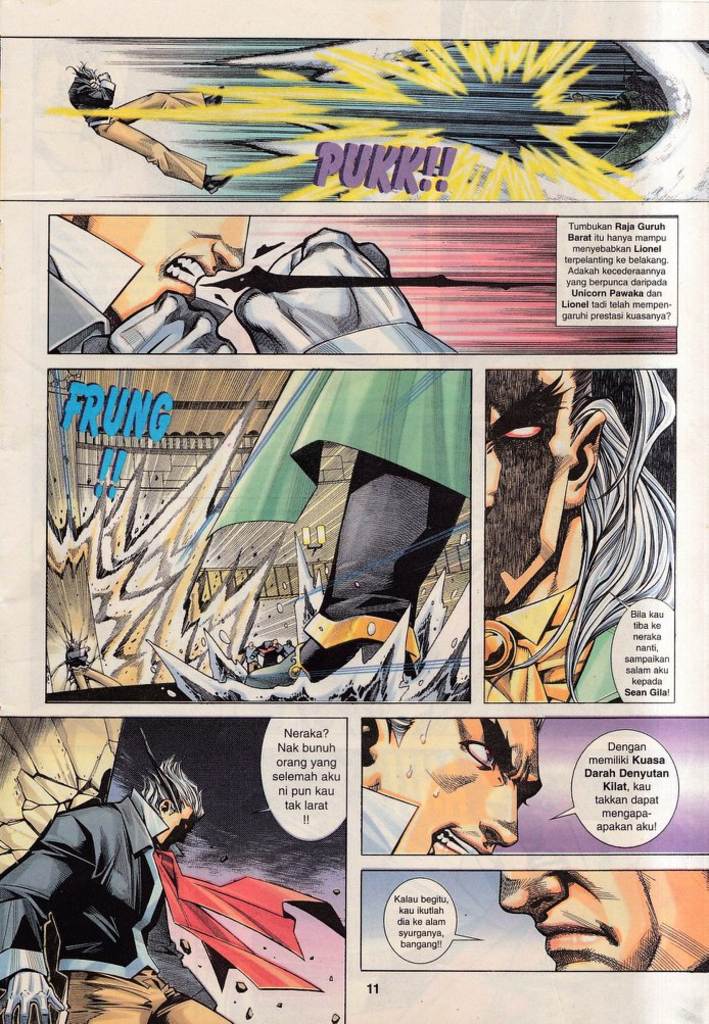 PUKK!!
Tumbukan Raja Guruh
Barat itu hanya mampu
menyebabkan Lionel
terpelanting ke belakang.
Adakah kecederaannya
yang berpunca daripada
Unicorn Pawaka dan
Lionel tadi telah mempen-
garuhi prestasi kuasanya?
FRUNG
!!
Bila kau
tiba ke
neraka
nanti,
sampaikan
salam aku
kepada
Sean Gila!
Neraka?
Nak bunuh
orang yang
selemah aku
ni pun kau
tak larat
!!
Dengan
memiliki Kuasa
Darah Denyutan
Kilat, kau
takkan dapat
mengapa-
apakan aku!
Kalau begitu,
kau ikutlah
dia ke alam
syurganya,
bangang!!
11